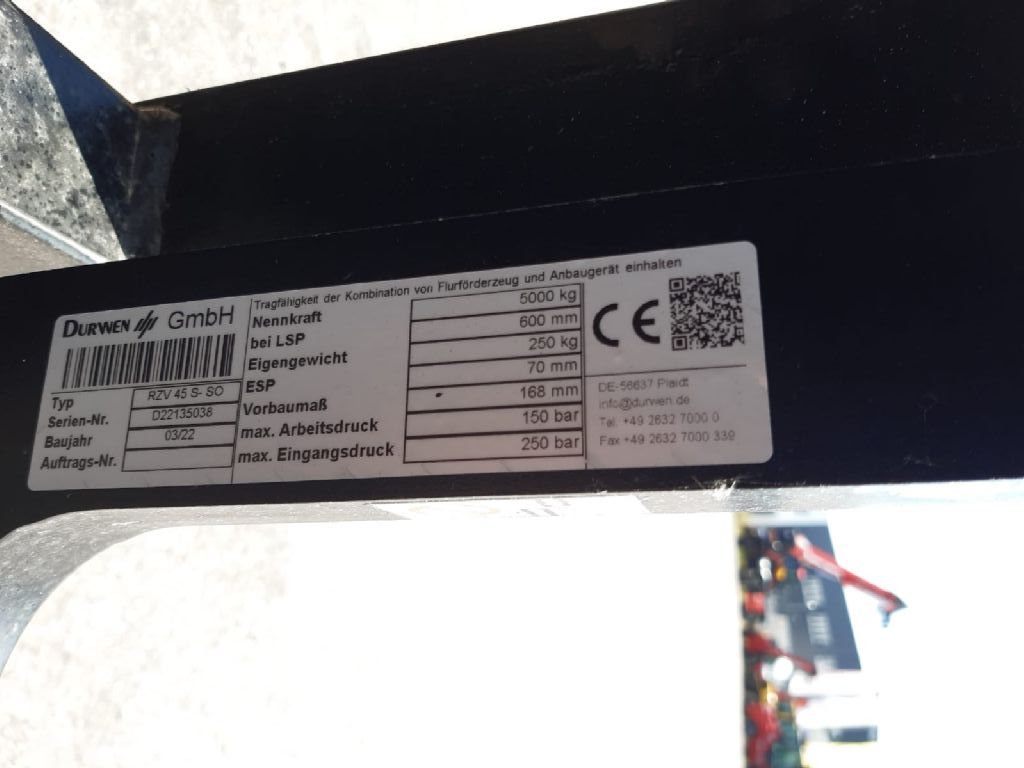 DURWEN GmbH
Typ RZV 45 S- SO
Serien-Nr. D22135038
Baujahr 03/22
Auftrags-Nr.
Tragfähigkeit der Kombination von Flurförderzeug und Anbaugerät einhalten
Nennkraft 5000 kg
bei LSP 600 mm
Eigengewicht 250 kg
ESP 70 mm
Vorbaumaß 168 mm
max. Arbeitsdruck 150 bar
max. Eingangsdruck 250 bar
CE
DE-56637 Plaidt
info@durwen.de
Tel. +49 2632 7000 0
Fax +49 2632 7000 339